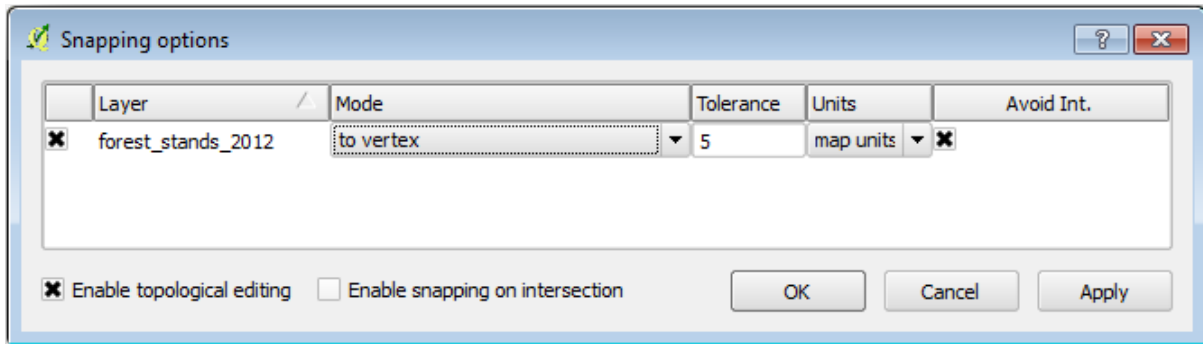 Snapping options
Layer Mode Tolerance Units Avoid Int.
forest_stands_2012 to vertex 5 map units
Enable topological editing Enable snapping on intersection OK Cancel Apply